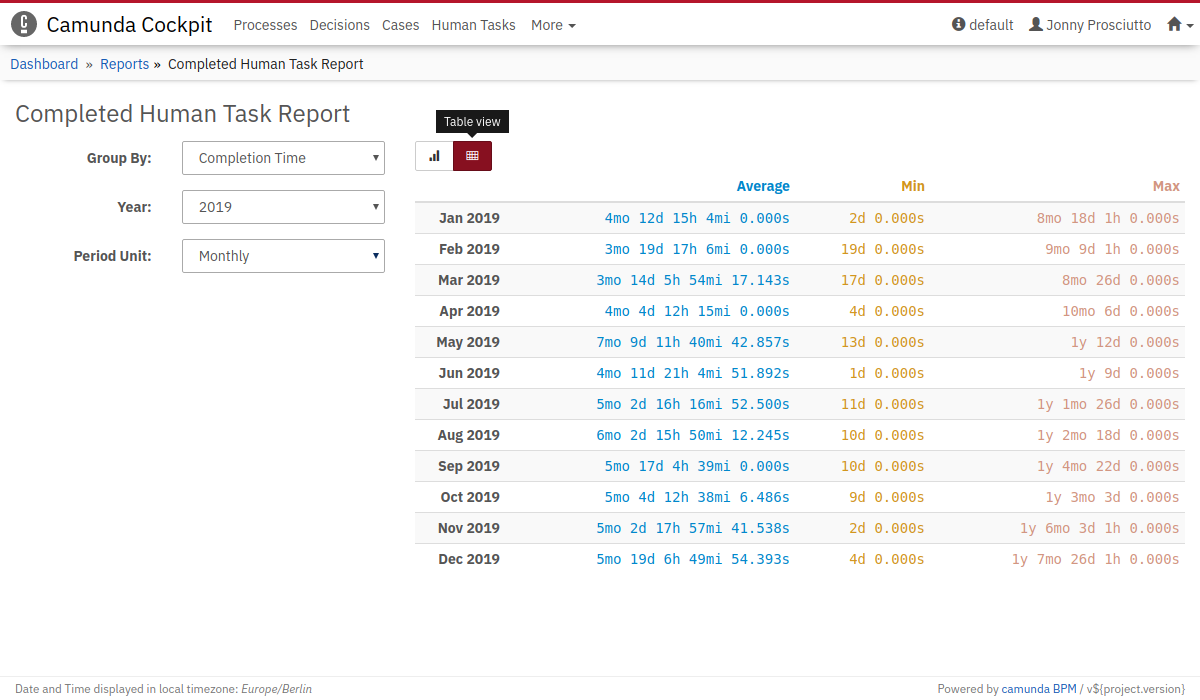 Camunda Cockpit Processes Decisions Cases Human Tasks More default Jonny Prosciutto
Dashboard » Reports » Completed Human Task Report
Completed Human Task Report
Table view
Group By: Completion Time
Year: 2019
Period Unit: Monthly
Average Min Max
Jan 2019 4mo 12d 15h 4mi 0.000s 2d 0.000s 8mo 18d 1h 0.000s
Feb 2019 3mo 19d 17h 6mi 0.000s 19d 0.000s 9mo 9d 1h 0.000s
Mar 2019 3mo 14d 5h 54mi 17.143s 17d 0.000s 8mo 26d 0.000s
Apr 2019 4mo 4d 12h 15mi 0.000s 4d 0.000s 10mo 6d 0.000s
May 2019 7mo 9d 11h 40mi 42.857s 13d 0.000s 1y 12d 0.000s
Jun 2019 4mo 11d 21h 4mi 51.892s 1d 0.000s 1y 9d 0.000s
Jul 2019 5mo 2d 16h 16mi 52.500s 11d 0.000s 1y 1mo 26d 0.000s
Aug 2019 6mo 2d 15h 50mi 12.245s 10d 0.000s 1y 2mo 18d 0.000s
Sep 2019 5mo 17d 4h 39mi 0.000s 10d 0.000s 1y 4mo 22d 0.000s
Oct 2019 5mo 4d 12h 38mi 6.486s 9d 0.000s 1y 3mo 3d 0.000s
Nov 2019 5mo 2d 17h 57mi 41.538s 2d 0.000s 1y 6mo 3d 1h 0.000s
Dec 2019 5mo 19d 6h 49mi 54.393s 4d 0.000s 1y 7mo 26d 1h 0.000s
Date and Time displayed in local timezone: Europe/Berlin Powered by camunda BPM / v${project.version}